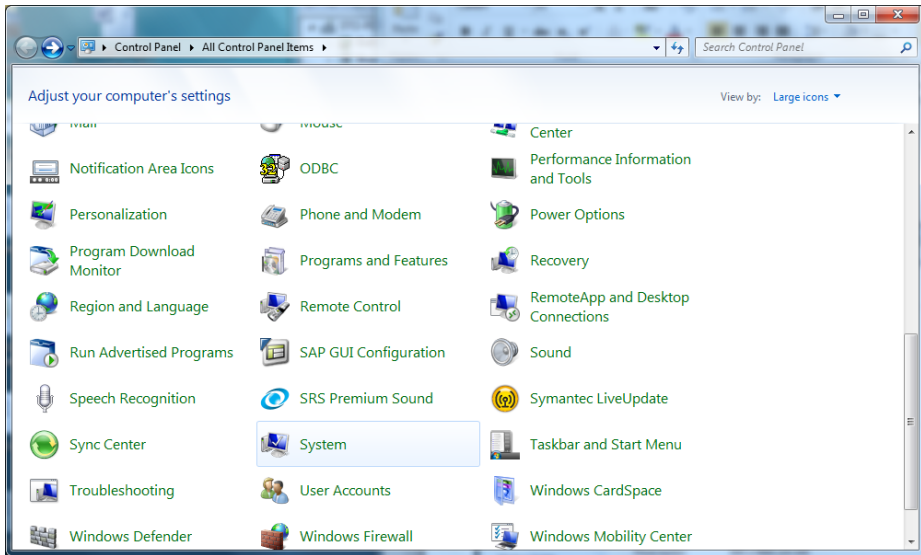 Control Panel ▸ All Control Panel Items ▸
Search Control Panel
Adjust your computer's settings
View by: Large icons
Mail
Mouse
Center
Notification Area Icons
ODBC
Performance Information
and Tools
Personalization
Phone and Modem
Power Options
Program Download
Monitor
Programs and Features
Recovery
Region and Language
Remote Control
RemoteApp and Desktop
Connections
Run Advertised Programs
SAP GUI Configuration
Sound
Speech Recognition
SRS Premium Sound
Symantec LiveUpdate
Sync Center
System
Taskbar and Start Menu
Troubleshooting
User Accounts
Windows CardSpace
Windows Defender
Windows Firewall
Windows Mobility Center